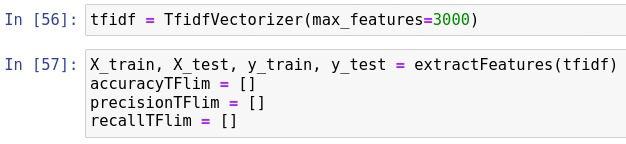 In [56]: tfidf = TfidfVectorizer(max_features=3000)
In [57]: X_train, X_test, y_train, y_test = extractFeatures(tfidf)
accuracyTFlim = []
precisionTFlim = []
recallTFlim = []